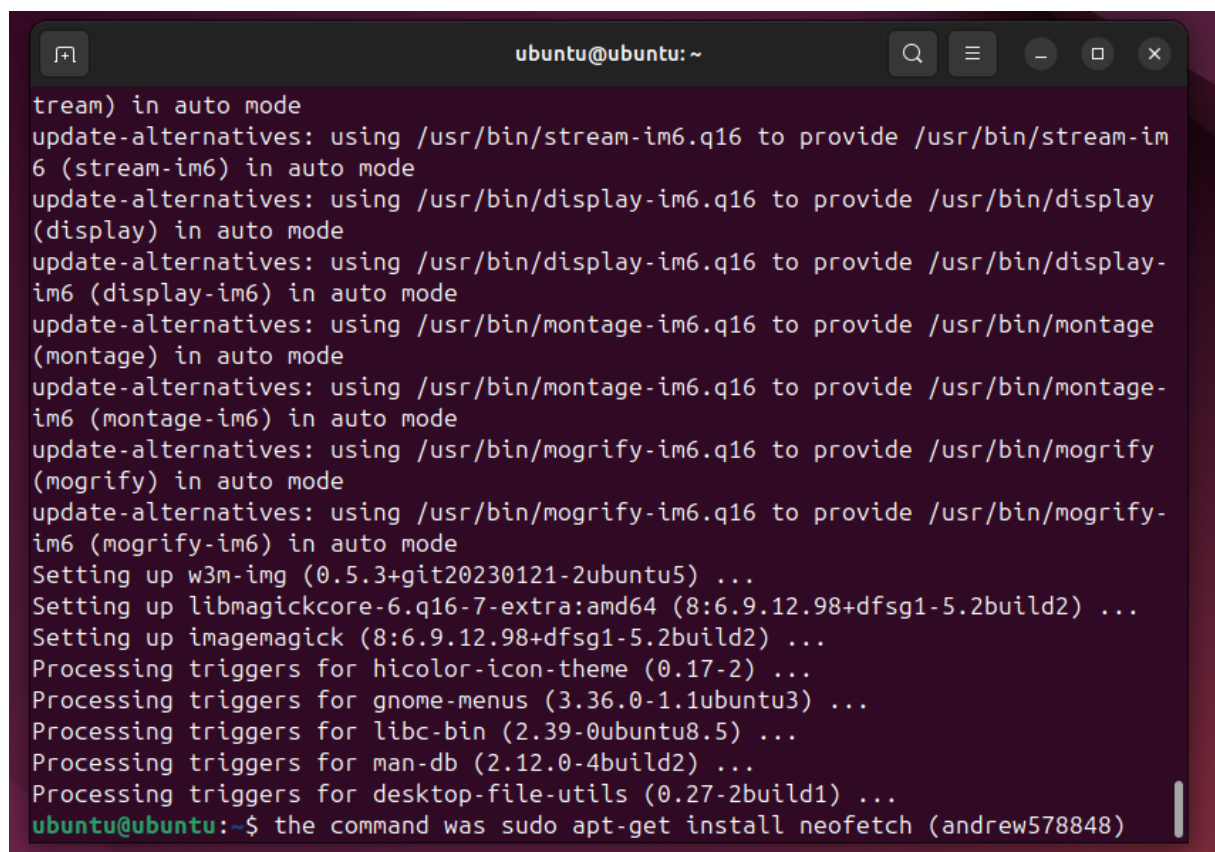 ubuntu@ubuntu: ~
tream) in auto mode
update-alternatives: using /usr/bin/stream-im6.q16 to provide /usr/bin/stream-im
6 (stream-im6) in auto mode
update-alternatives: using /usr/bin/display-im6.q16 to provide /usr/bin/display
(display) in auto mode
update-alternatives: using /usr/bin/display-im6.q16 to provide /usr/bin/display-
im6 (display-im6) in auto mode
update-alternatives: using /usr/bin/montage-im6.q16 to provide /usr/bin/montage
(montage) in auto mode
update-alternatives: using /usr/bin/montage-im6.q16 to provide /usr/bin/montage-
im6 (montage-im6) in auto mode
update-alternatives: using /usr/bin/mogrify-im6.q16 to provide /usr/bin/mogrify
(mogrify) in auto mode
update-alternatives: using /usr/bin/mogrify-im6.q16 to provide /usr/bin/mogrify-
im6 (mogrify-im6) in auto mode
Setting up w3m-img (0.5.3+git20230121-2ubuntu5) ...
Setting up libmagickcore-6.q16-7-extra:amd64 (8:6.9.12.98+dfsg1-5.2build2) ...
Setting up imagemagick (8:6.9.12.98+dfsg1-5.2build2) ...
Processing triggers for hicolor-icon-theme (0.17-2) ...
Processing triggers for gnome-menus (3.36.0-1.1ubuntu3) ...
Processing triggers for libc-bin (2.39-0ubuntu8.5) ...
Processing triggers for man-db (2.12.0-4build2) ...
Processing triggers for desktop-file-utils (0.27-2build1) ...
ubuntu@ubuntu:~$ the command was sudo apt-get install neofetch (andrew578848)